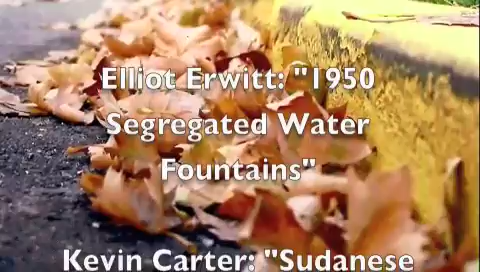 Elliot Erwitt: "1950
Segregated Water
Fountains"
Kevin Carter: "Sudanese